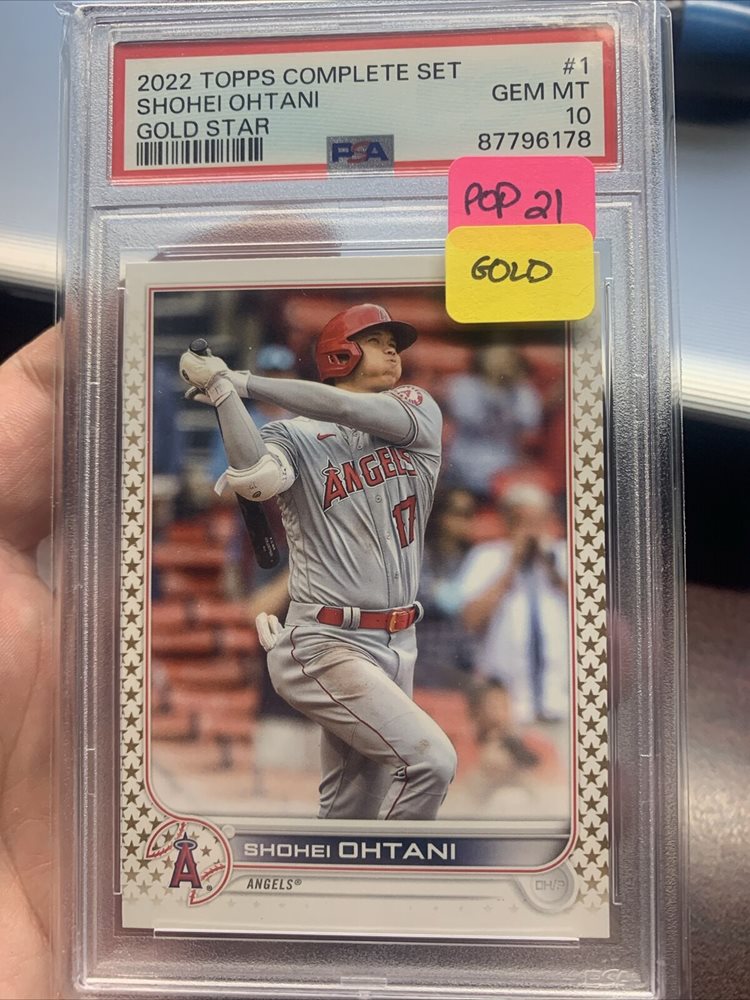 2022 TOPPS COMPLETE SET #1
SHOHEI OHTANI GEM MT
GOLD STAR 10
PSA 87796178
POP 21
GOLD
ANGELS
17
A
SHOHEI OHTANI
ANGELS®
DH/P
PSA